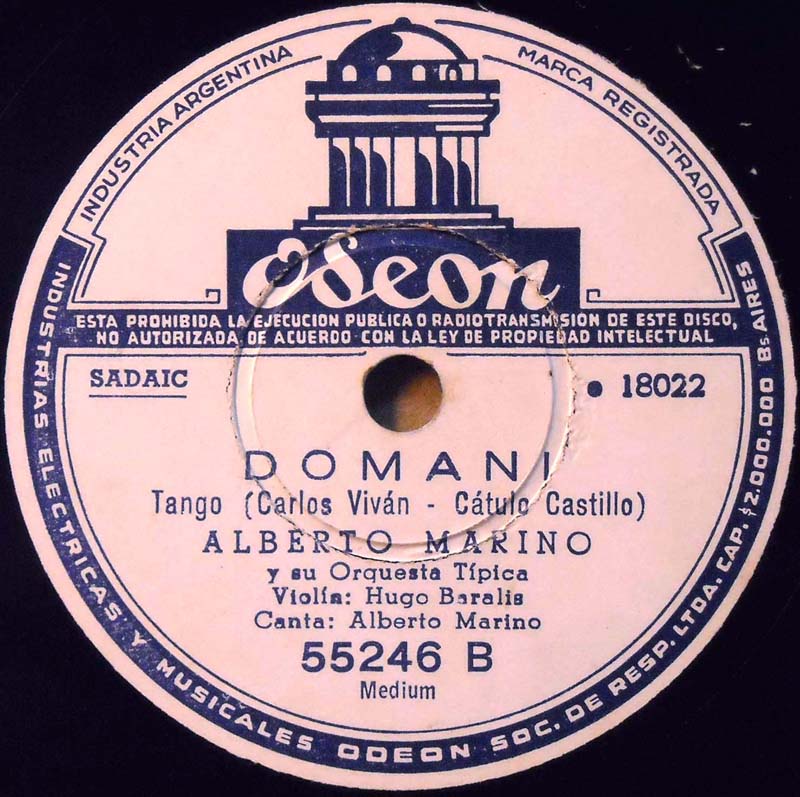 INDUSTRIA ARGENTINA
MARCA REGISTRADA
Odeon
ESTA PROHIBIDA LA EJECUCION PUBLICA O RADIOTRANSMISION DE ESTE DISCO,
NO AUTORIZADA DE ACUERDO CON LA LEY DE PROPIEDAD INTELECTUAL
SADAIC
● 18022
DOMANI
Tango (Carlos Viván - Cátulo Castillo)
ALBERTO MARINO
y su Orquesta Típica
Violín: Hugo Baralis
Canta: Alberto Marino
55246 B
Medium
INDUSTRIAS ELECTRICAS Y MUSICALES ODEON SOC. DE RESP. LTDA. CAP. $2.000.000 Bs AIRES